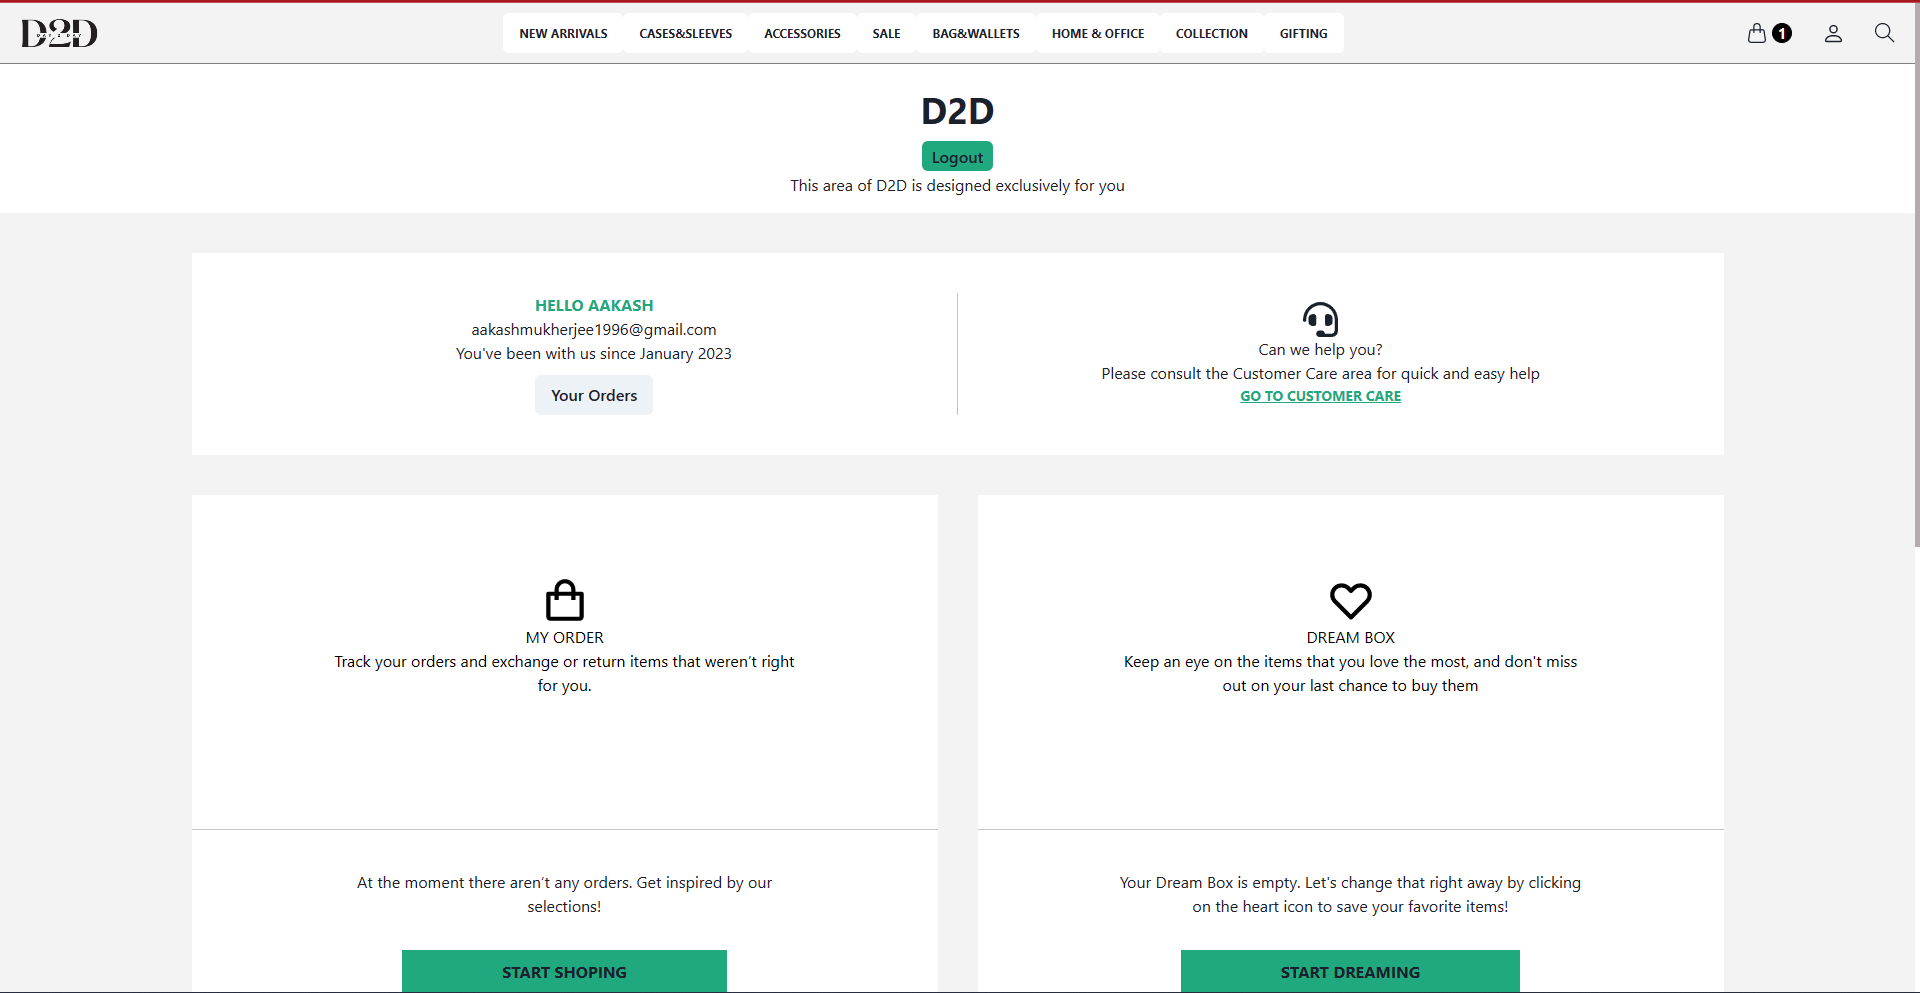 D2D
NEW ARRIVALS CASES&SLEEVES ACCESSORIES SALE BAG&WALLETS HOME & OFFICE COLLECTION GIFTING 1
D2D
Logout
This area of D2D is designed exclusively for you
HELLO AAKASH
aakashmukherjee1996@gmail.com
You've been with us since January 2023
Your Orders
Can we help you?
Please consult the Customer Care area for quick and easy help
GO TO CUSTOMER CARE
MY ORDER
Track your orders and exchange or return items that weren’t right
for you.
At the moment there aren’t any orders. Get inspired by our
selections!
START SHOPING
DREAM BOX
Keep an eye on the items that you love the most, and don't miss
out on your last chance to buy them
Your Dream Box is empty. Let's change that right away by clicking
on the heart icon to save your favorite items!
START DREAMING